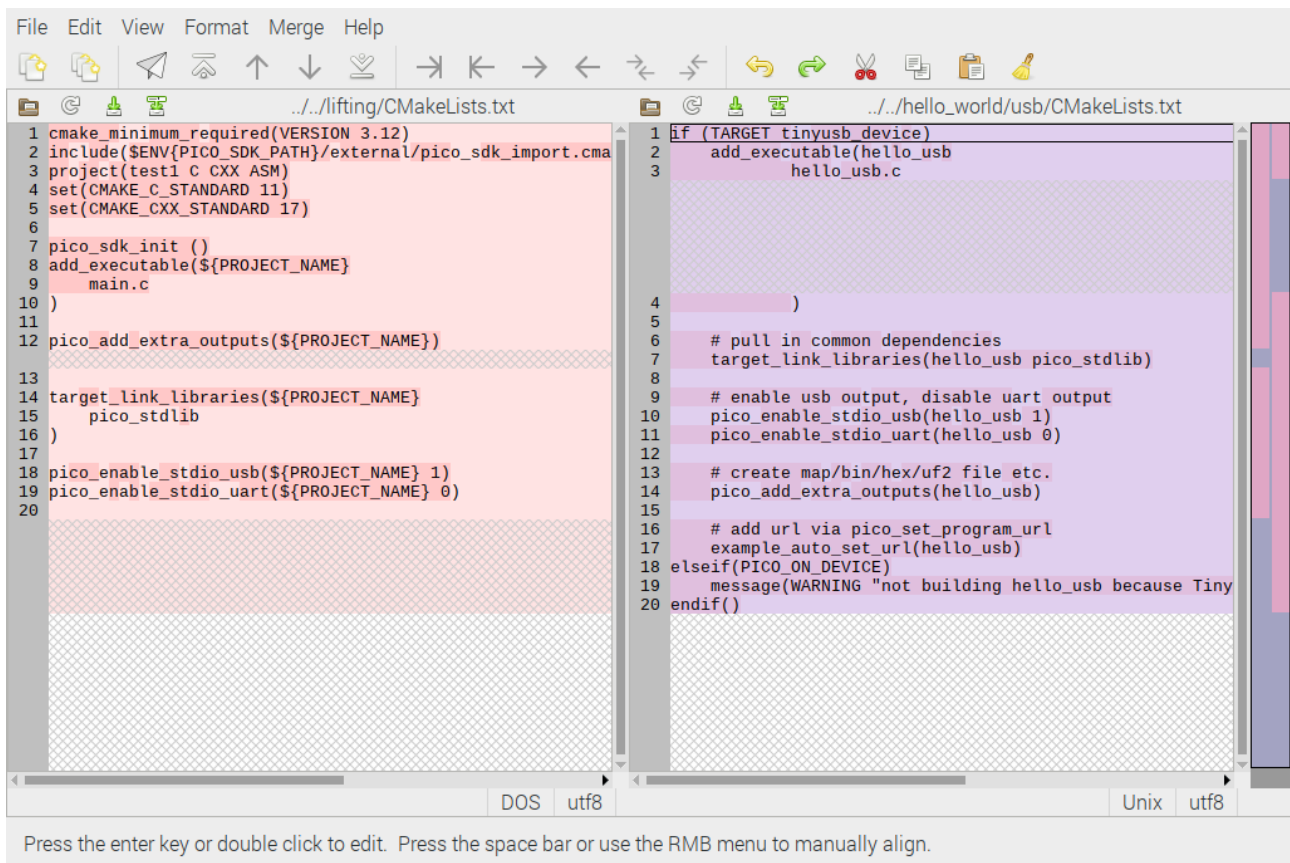 File Edit View Format Merge Help
../../lifting/CMakeLists.txt
1 cmake_minimum_required(VERSION 3.12)
2 include($ENV{PICO_SDK_PATH}/external/pico_sdk_import.cma
3 project(test1 C CXX ASM)
4 set(CMAKE_C_STANDARD 11)
5 set(CMAKE_CXX_STANDARD 17)
6
7 pico_sdk_init ()
8 add_executable(${PROJECT_NAME}
9     main.c
10 )
11
12 pico_add_extra_outputs(${PROJECT_NAME})
13
14 target_link_libraries(${PROJECT_NAME}
15     pico_stdlib
16 )
17
18 pico_enable_stdio_usb(${PROJECT_NAME} 1)
19 pico_enable_stdio_uart(${PROJECT_NAME} 0)
20
DOS utf8
../../hello_world/usb/CMakeLists.txt
1 if (TARGET tinyusb_device)
2     add_executable(hello_usb
3             hello_usb.c
4             )
5
6     # pull in common dependencies
7     target_link_libraries(hello_usb pico_stdlib)
8
9     # enable usb output, disable uart output
10     pico_enable_stdio_usb(hello_usb 1)
11     pico_enable_stdio_uart(hello_usb 0)
12
13     # create map/bin/hex/uf2 file etc.
14     pico_add_extra_outputs(hello_usb)
15
16     # add url via pico_set_program_url
17     example_auto_set_url(hello_usb)
18 elseif(PICO_ON_DEVICE)
19     message(WARNING "not building hello_usb because Tiny
20 endif()
Unix utf8
Press the enter key or double click to edit. Press the space bar or use the RMB menu to manually align.